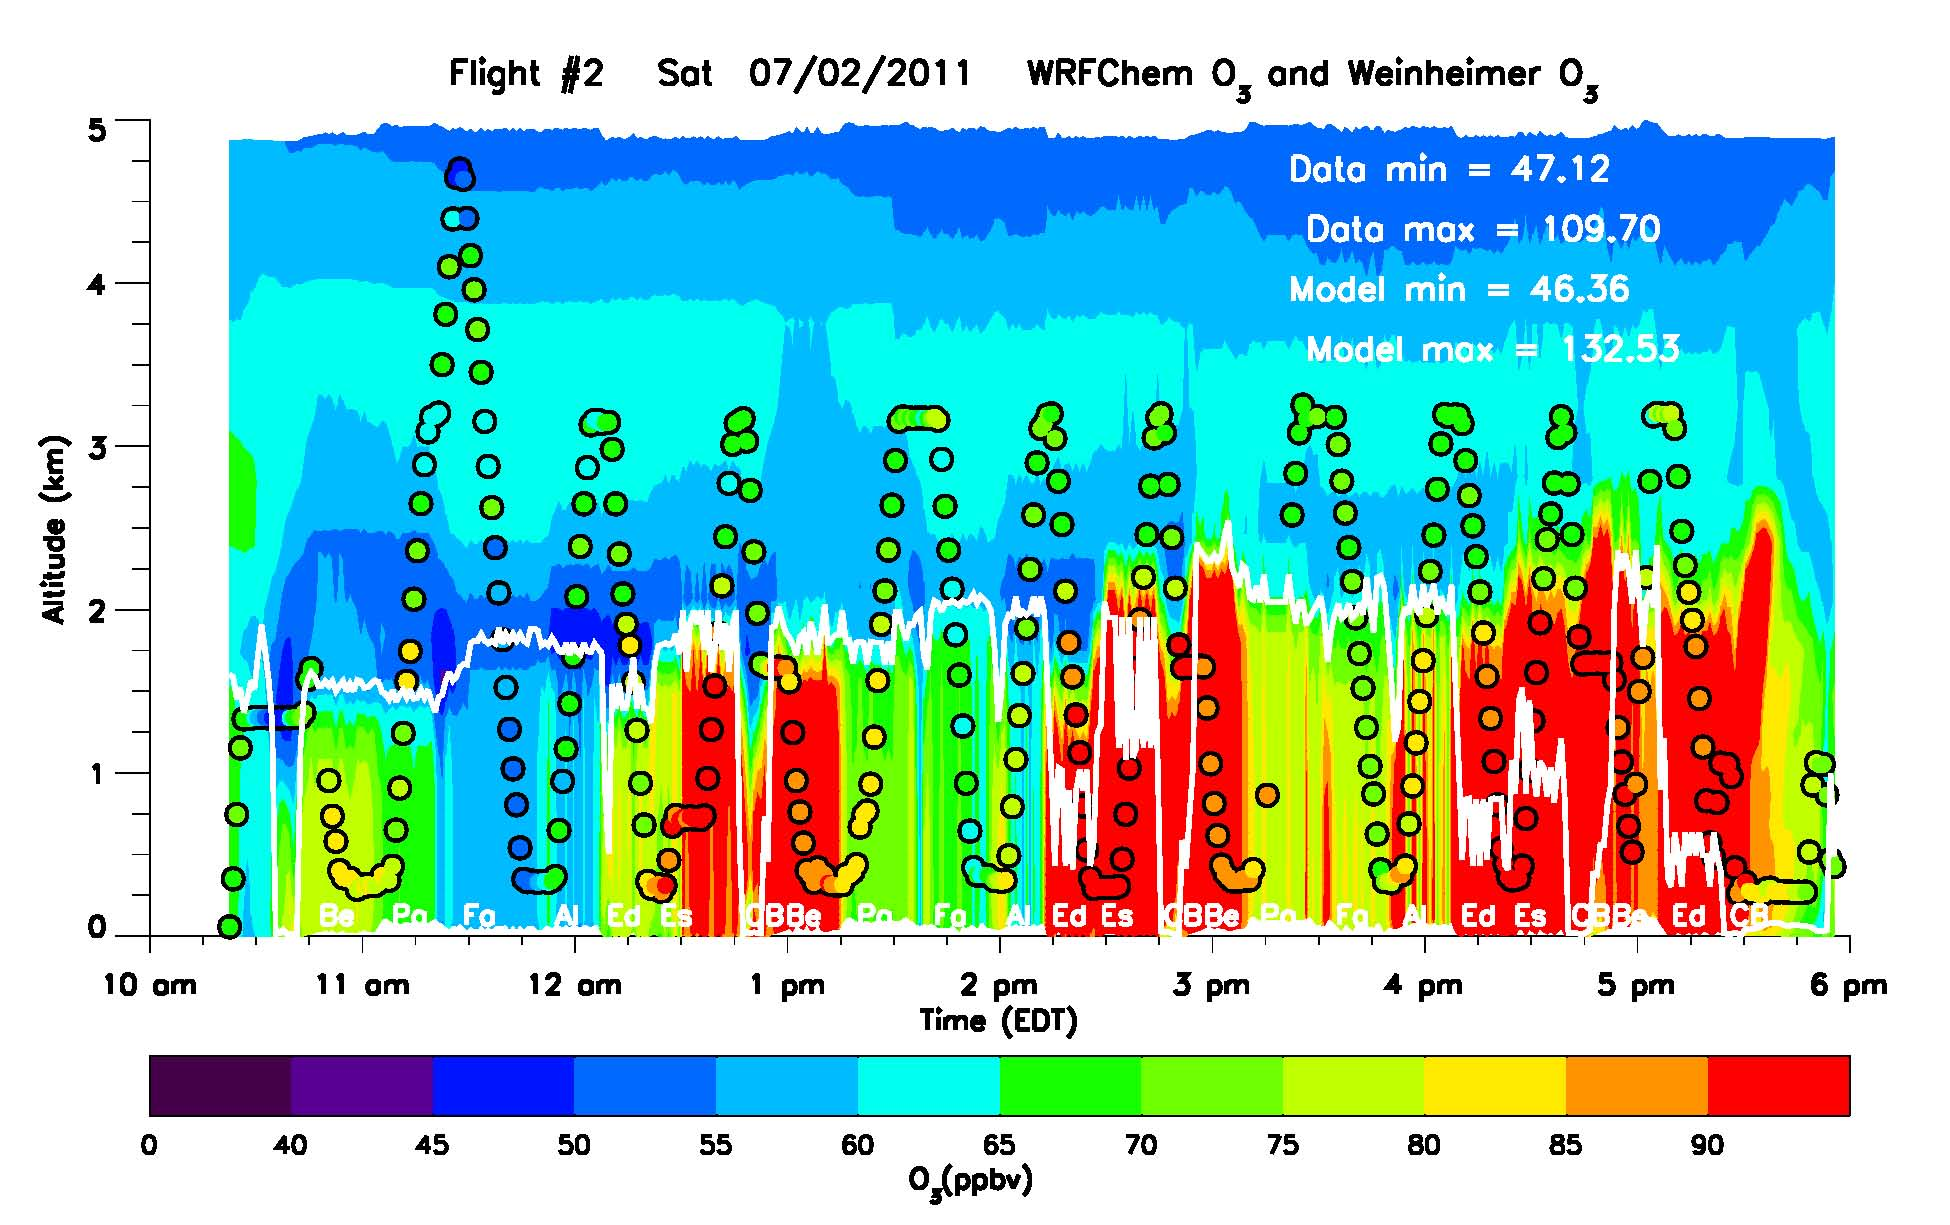 Flight #2 Sat 07/02/2011 WRFChem O3 and Weinheimer O3
5
Data min = 47.12
Data max = 109.70
4
Model min = 46.36
Model max = 132.53
3
Altitude (km)
2
1
0
Be Pa Fa Al Ed Es CBBe Pa Fa Al Ed Es CBBe Pa Fa Al Ed Es CBBe Ed CB
10 am 11 am 12 am 1 pm 2 pm 3 pm 4 pm 5 pm 6 pm
Time (EDT)
0 40 45 50 55 60 65 70 75 80 85 90
O3(ppbv)